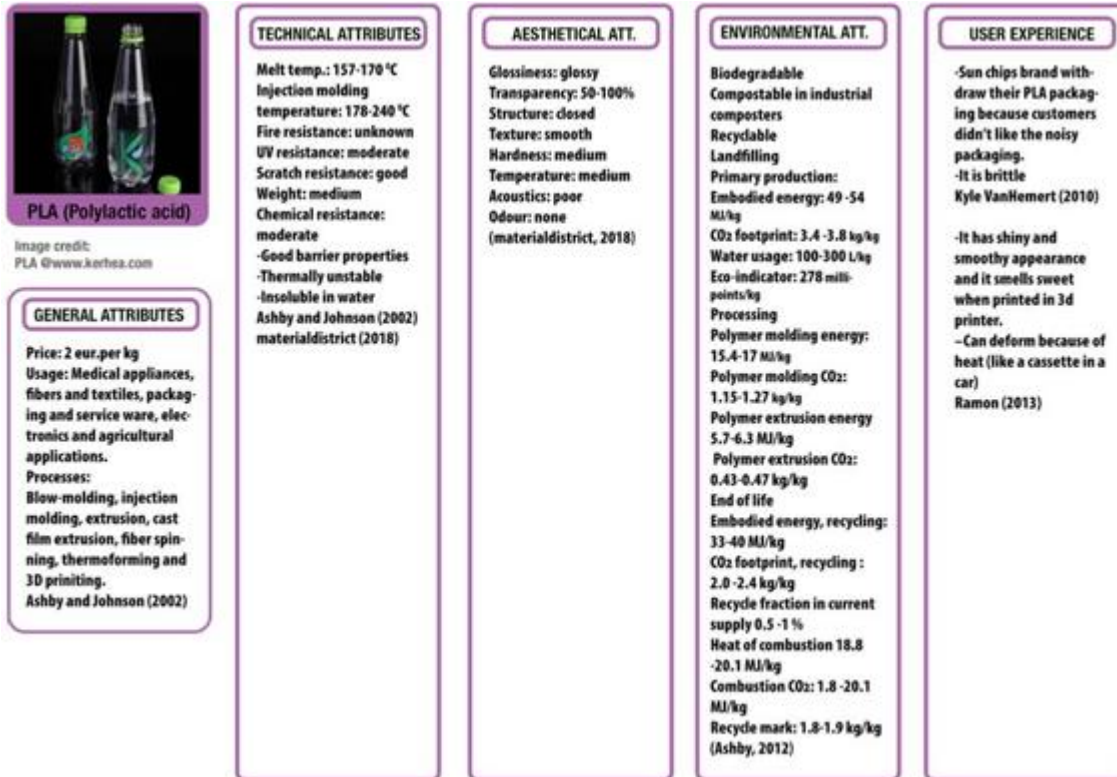 PLA (Polylactic acid)
Image credit:
PLA @www.kerhea.com
GENERAL ATTRIBUTES
Price: 2 eur.per kg
Usage: Medical appliances,
fibers and textiles, packag-
ing and service ware, elec-
tronics and agricultural
applications.
Processes:
Blow-molding, injection
molding, extrusion, cast
film extrusion, fiber spin-
ning, thermoforming and
3D priniting.
Ashby and Johnson (2002)
TECHNICAL ATTRIBUTES
Melt temp.: 157-170 °C
Injection molding
temperature: 178-240 °C
Fire resistance: unknown
UV resistance: moderate
Scratch resistance: good
Weight: medium
Chemical resistance:
moderate
-Good barrier properties
-Thermally unstable
-Insoluble in water
Ashby and Johnson (2002)
materialdistrict (2018)
AESTHETICAL ATT.
Glossiness: glossy
Transparency: 50-100%
Structure: closed
Texture: smooth
Hardness: medium
Temperature: medium
Acoustics: poor
Odour: none
(materialdistrict, 2018)
ENVIRONMENTAL ATT.
Biodegradable
Compostable in industrial
composters
Recyclable
Landfilling
Primary production:
Embodied energy: 49 -54
MJ/kg
CO2 footprint: 3.4 -3.8 kg/kg
Water usage: 100-300 L/kg
Eco-indicator: 278 milli-
points/kg
Processing
Polymer molding energy:
15.4-17 MJ/kg
Polymer molding CO2:
1.15-1.27 kg/kg
Polymer extrusion energy
5.7-6.3 MJ/kg
Polymer extrusion CO2:
0.43-0.47 kg/kg
End of life
Embodied energy, recycling:
33-40 MJ/kg
CO2 footprint, recycling :
2.0 -2.4 kg/kg
Recycle fraction in current
supply 0.5 -1 %
Heat of combustion 18.8
-20.1 MJ/kg
Combustion CO2: 1.8 -20.1
MJ/kg
Recycle mark: 1.8-1.9 kg/kg
(Ashby, 2012)
USER EXPERIENCE
-Sun chips brand with-
draw their PLA packag-
ing because customers
didn't like the noisy
packaging.
-It is brittle
Kyle VanHemert (2010)
-It has shiny and
smoothy appearance
and it smells sweet
when printed in 3d
printer.
–Can deform because of
heat (like a cassette in a
car)
Ramon (2013)